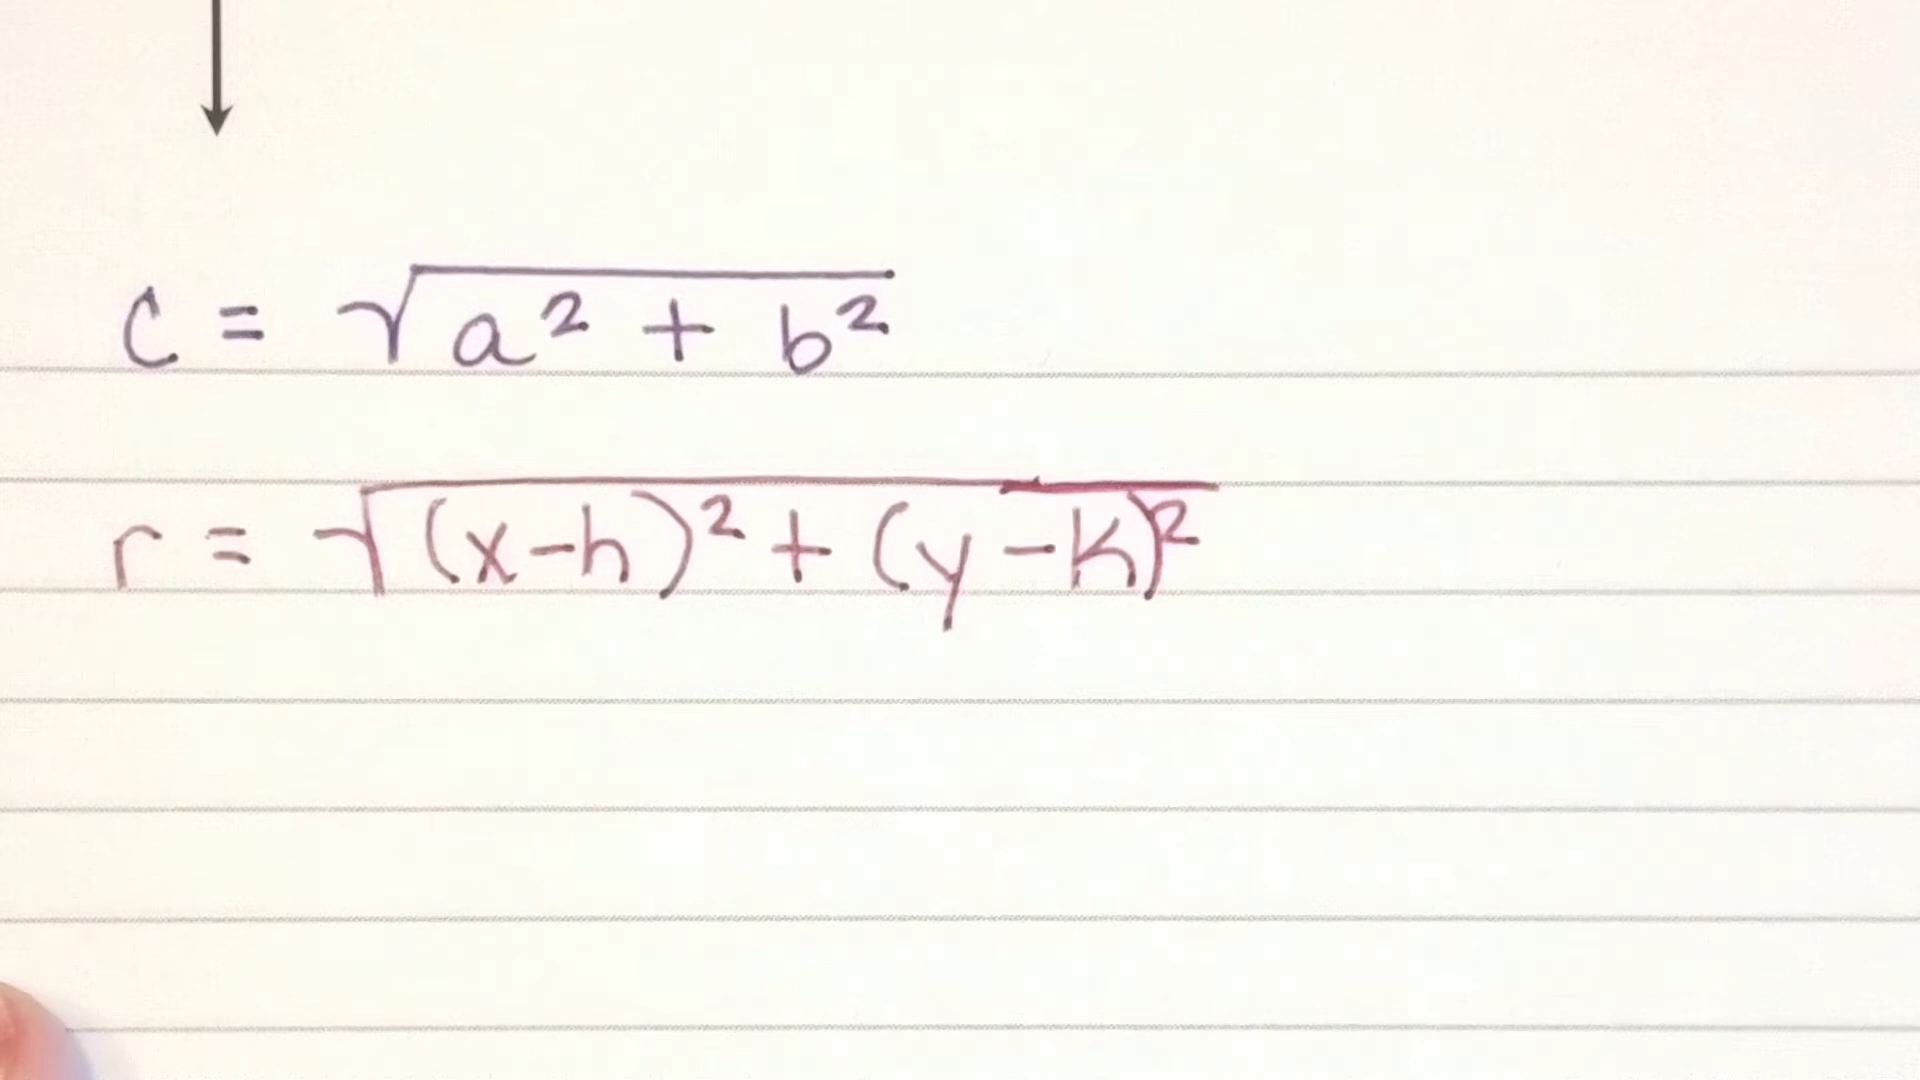 c = √(a² + b²)
r = √((x-h)² + (y-k)²)